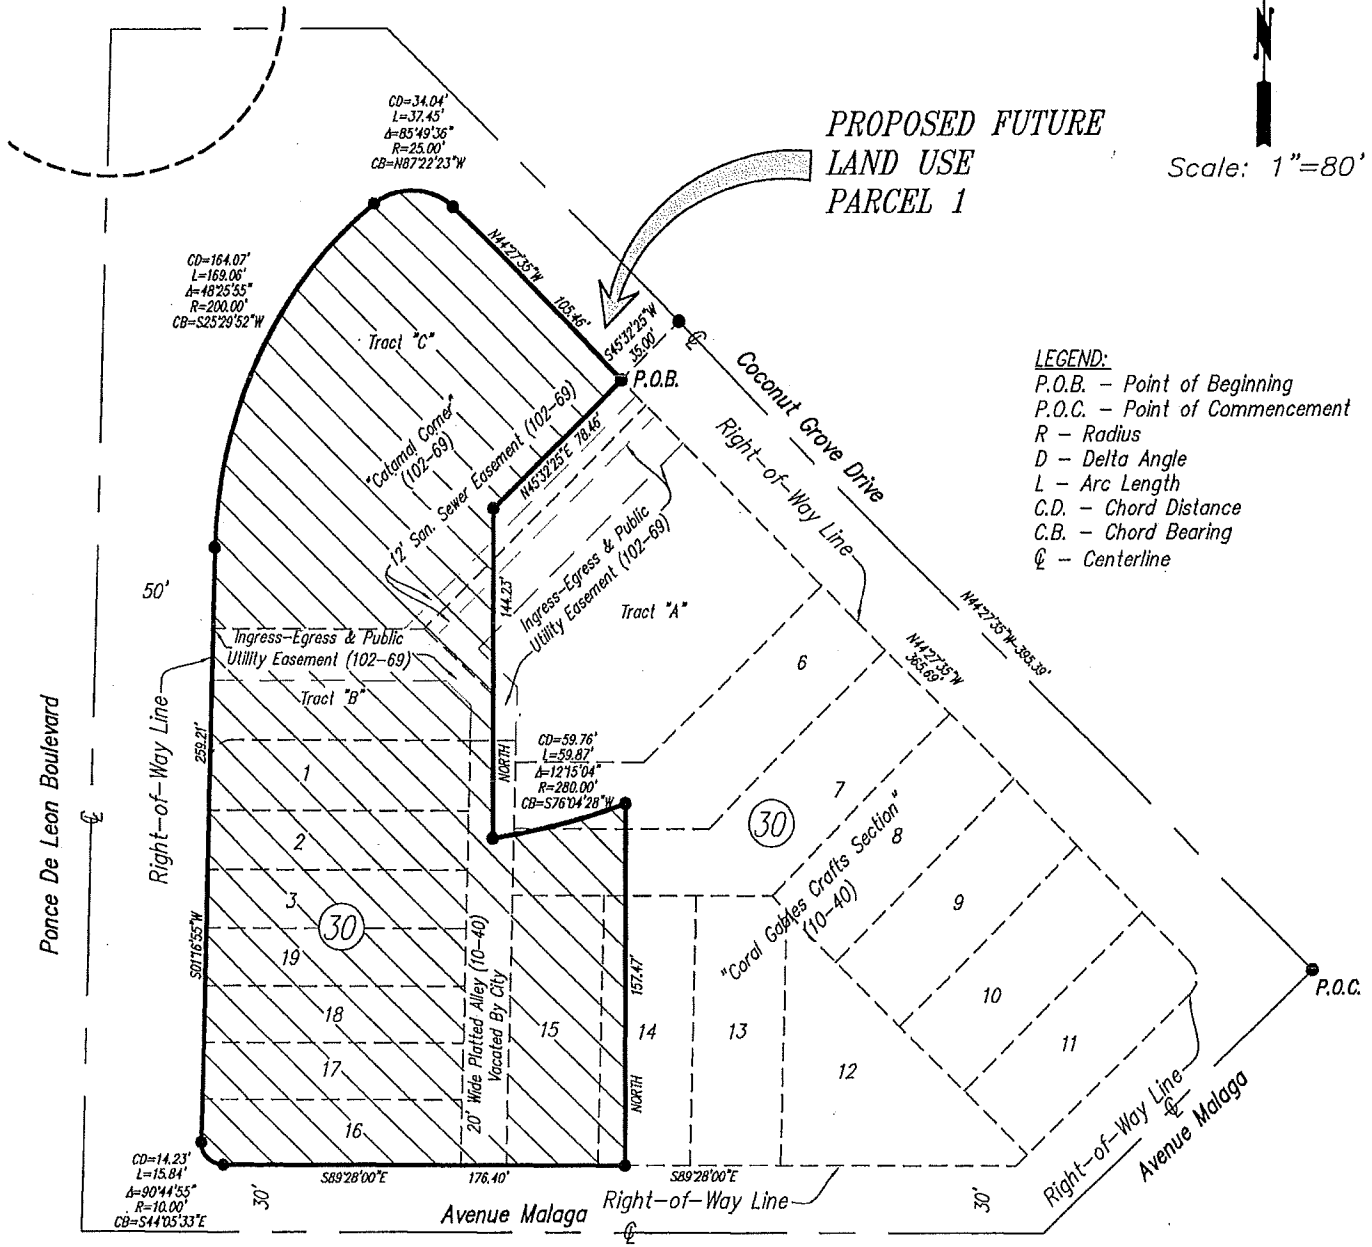 N
Scale: 1"=80'
PROPOSED FUTURE
LAND USE
PARCEL 1
CD=34.04'
L=37.45'
Δ=85°49'36"
R=25.00'
CB=N87°22'23"W
CD=164.07'
L=169.06'
Δ=48°25'55"
R=200.00'
CB=S25°29'52"W
N44°27'35"W
105.46'
S45°32'25"W
35.00'
℄
P.O.B.
Tract "C"
"Catamal Corner"
(102-69)
12' San. Sewer Easement (102-69)
N45°32'25"E 78.46'
Coconut Grove Drive
Right-of-Way Line
LEGEND:
P.O.B. - Point of Beginning
P.O.C. - Point of Commencement
R - Radius
D - Delta Angle
L - Arc Length
C.D. - Chord Distance
C.B. - Chord Bearing
℄ - Centerline
50'
144.23'
NORTH
Ingress-Egress & Public
Utility Easement (102-69)
Tract "A"
Ingress-Egress & Public
Utility Easement (102-69)
Tract "B"
N44°27'35"W-395.39'
N44°27'35"W
365.69'
Ponce De Leon Boulevard
℄
Right-of-Way Line
259.21'
S01°16'55"W
CD=59.76'
L=59.87'
Δ=12°15'04"
R=280.00'
CB=S76°04'28"W
1
2
3
30
19
18
17
16
20' Wide Platted Alley (10-40)
Vacated By City
15
157.47'
NORTH
14
13
12
6
7
30
8
9
10
11
"Coral Gables Crafts Section"
(10-40)
P.O.C.
CD=14.23'
L=15.84'
Δ=90°44'55"
R=10.00'
CB=S44°05'33"E
30'
S89°28'00"E
176.40'
Avenue Malaga
Right-of-Way Line
℄
S89°28'00"E
30'
Right-of-Way Line
℄
Avenue Malaga